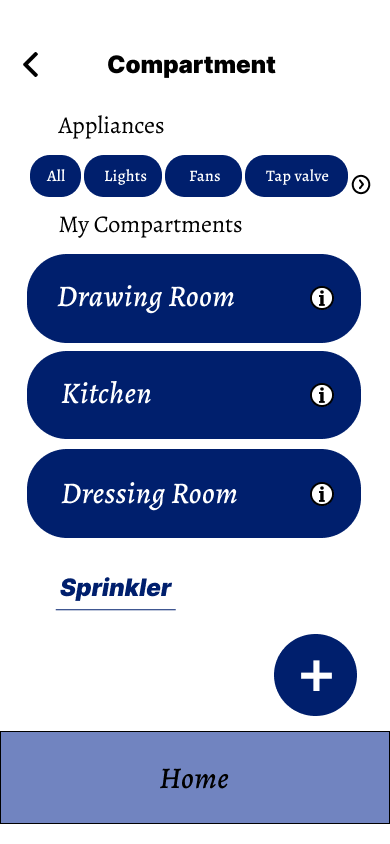 Compartment
Appliances
All Lights Fans Tap valve
My Compartments
Drawing Room
Kitchen
Dressing Room
Sprinkler
Home